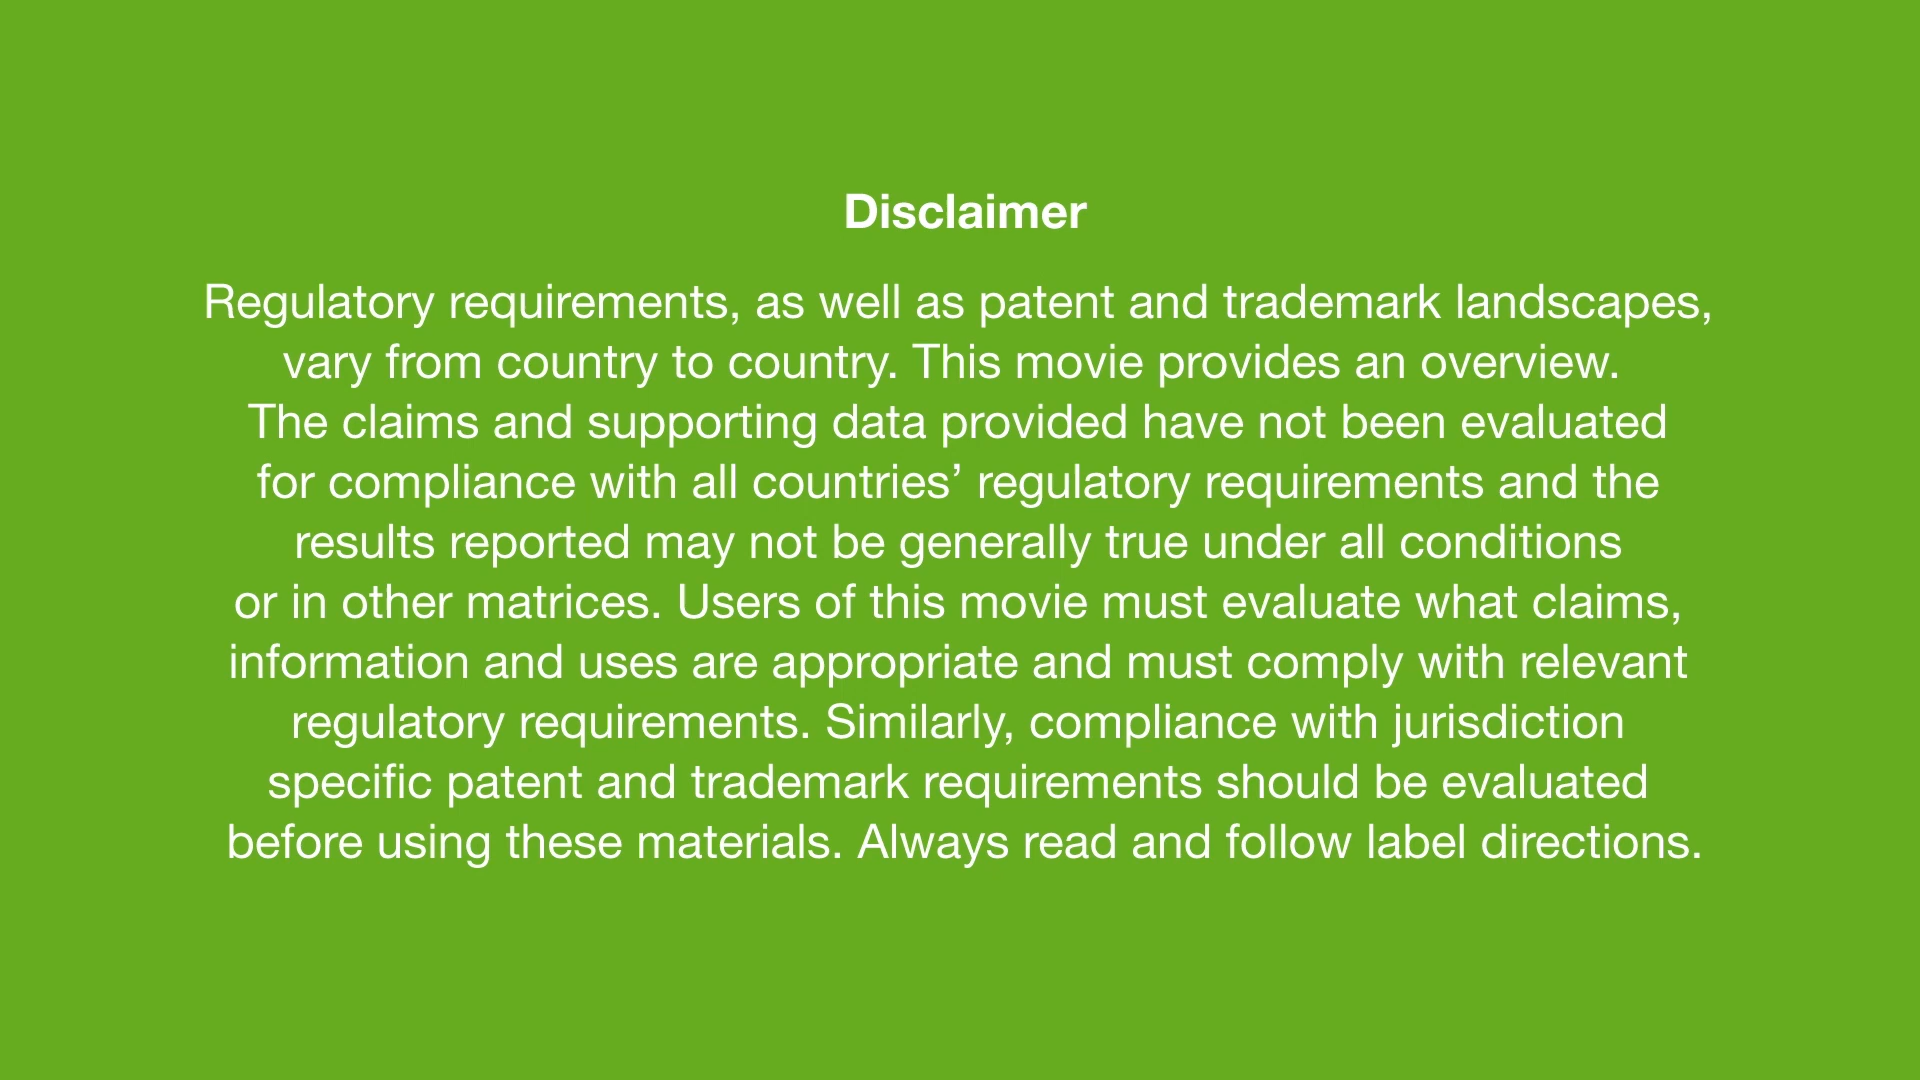 Disclaimer
Regulatory requirements, as well as patent and trademark landscapes,
vary from country to country. This movie provides an overview.
The claims and supporting data provided have not been evaluated
for compliance with all countries’ regulatory requirements and the
results reported may not be generally true under all conditions
or in other matrices. Users of this movie must evaluate what claims,
information and uses are appropriate and must comply with relevant
regulatory requirements. Similarly, compliance with jurisdiction
specific patent and trademark requirements should be evaluated
before using these materials. Always read and follow label directions.